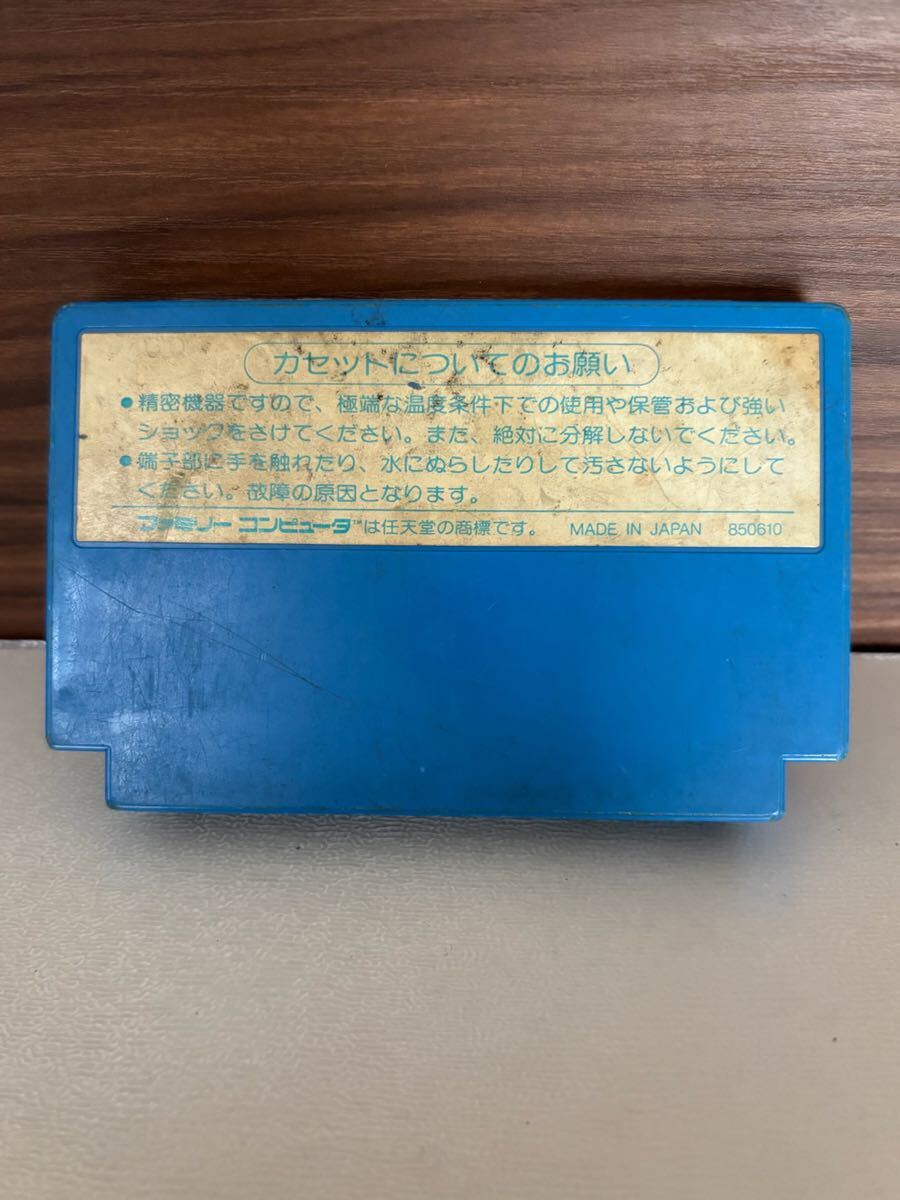 カセットについてのお願い
●精密機器ですので、極端な温度条件下での使用や保管および強い
ショックをさけてください。また、絶対に分解しないでください。
●端子部に手を触れたり、水にぬらしたりして汚さないようにして
ください。故障の原因となります。
ファミリーコンピュータ™は任天堂の商標です。 MADE IN JAPAN 850610